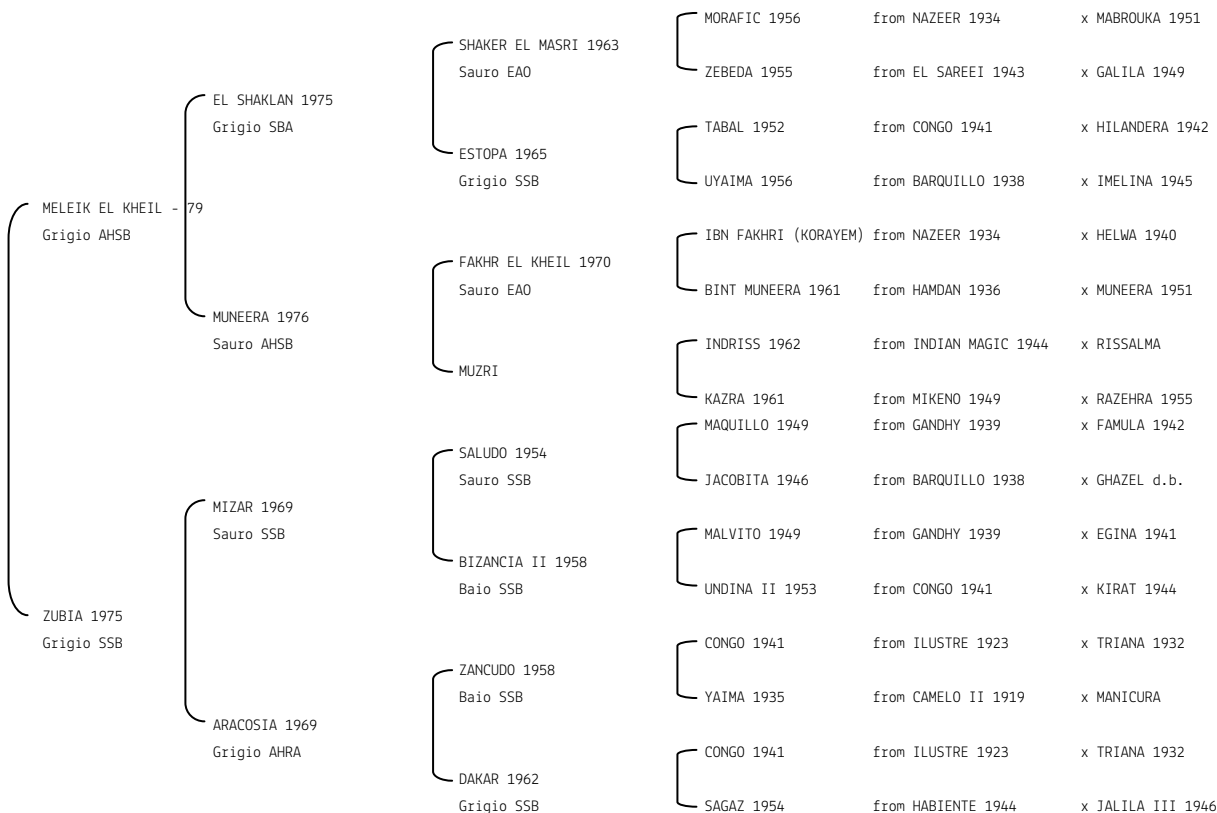 MORAFIC 1956 from NAZEER 1934 x MABROUKA 1951
SHAKER EL MASRI 1963
Sauro EAO
ZEBEDA 1955 from EL SAREEI 1943 x GALILA 1949
EL SHAKLAN 1975
Grigio SBA
TABAL 1952 from CONGO 1941 x HILANDERA 1942
ESTOPA 1965
Grigio SSB
UYAIMA 1956 from BARQUILLO 1938 x IMELINA 1945
MELEIK EL KHEIL - 79
Grigio AHSB
IBN FAKHRI (KORAYEM) from NAZEER 1934 x HELWA 1940
FAKHR EL KHEIL 1970
Sauro EAO
BINT MUNEERA 1961 from HAMDAN 1936 x MUNEERA 1951
MUNEERA 1976
Sauro AHSB
INDRISS 1962 from INDIAN MAGIC 1944 x RISSALMA
MUZRI
KAZRA 1961 from MIKENO 1949 x RAZEHRA 1955
MAQUILLO 1949 from GANDHY 1939 x FAMULA 1942
SALUDO 1954
Sauro SSB
JACOBITA 1946 from BARQUILLO 1938 x GHAZEL d.b.
MIZAR 1969
Sauro SSB
MALVITO 1949 from GANDHY 1939 x EGINA 1941
BIZANCIA II 1958
Baio SSB
UNDINA II 1953 from CONGO 1941 x KIRAT 1944
ZUBIA 1975
Grigio SSB
CONGO 1941 from ILUSTRE 1923 x TRIANA 1932
ZANCUDO 1958
Baio SSB
YAIMA 1935 from CAMELO II 1919 x MANICURA
ARACOSIA 1969
Grigio AHRA
CONGO 1941 from ILUSTRE 1923 x TRIANA 1932
DAKAR 1962
Grigio SSB
SAGAZ 1954 from HABIENTE 1944 x JALILA III 1946